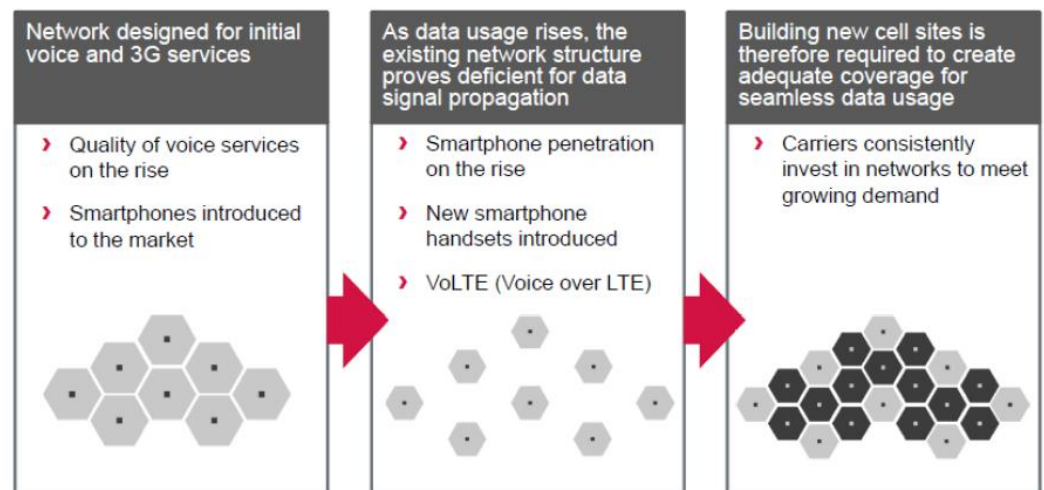 Network designed for initial
voice and 3G services
Quality of voice services
on the rise
Smartphones introduced
to the market
As data usage rises, the
existing network structure
proves deficient for data
signal propagation
Smartphone penetration
on the rise
New smartphone
handsets introduced
VoLTE (Voice over LTE)
Building new cell sites is
therefore required to create
adequate coverage for
seamless data usage
Carriers consistently
invest in networks to meet
growing demand